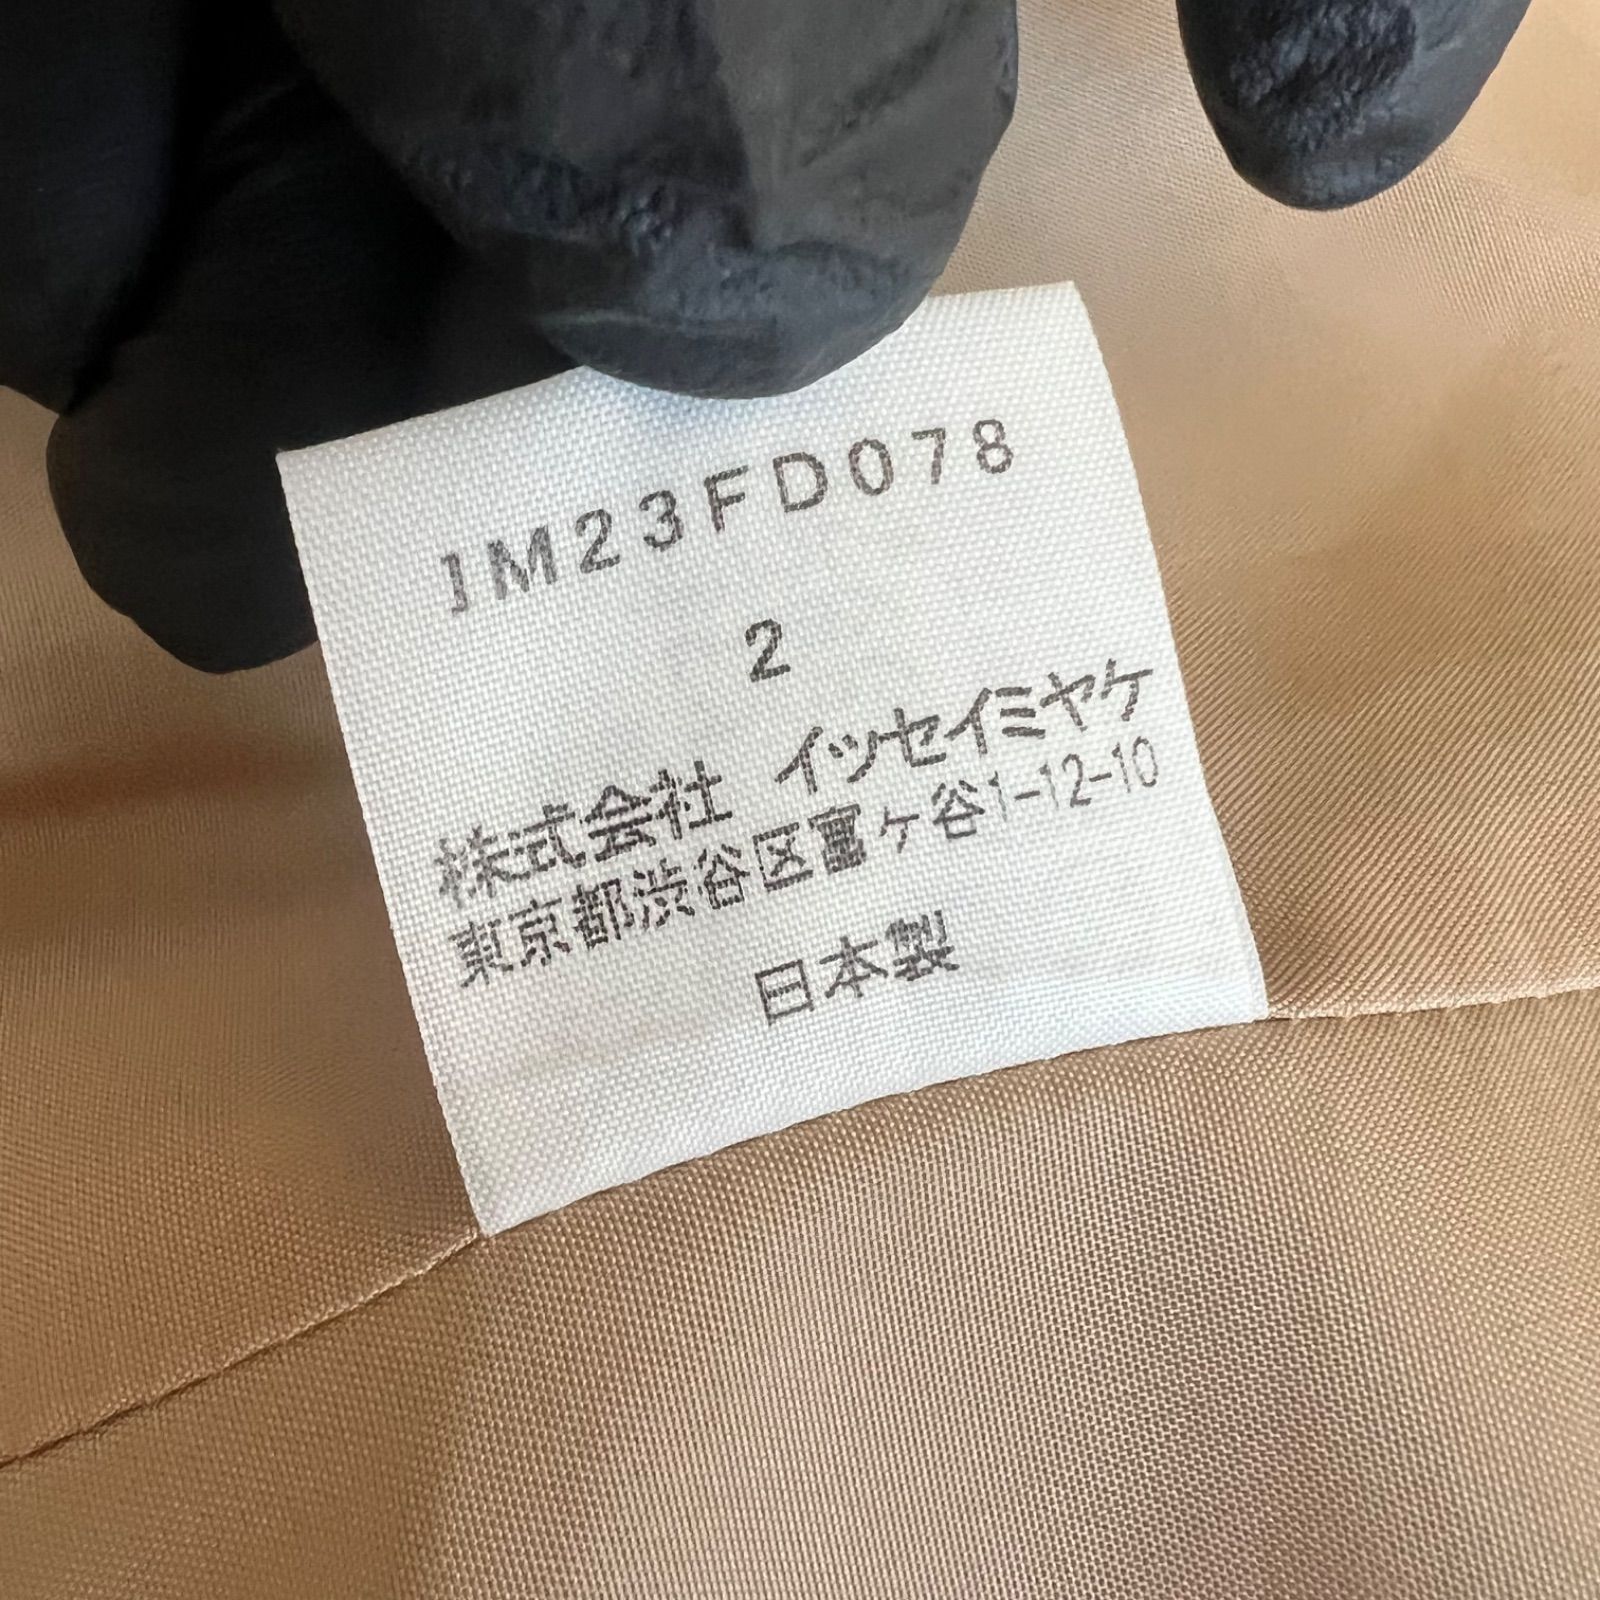 IM23FD078
2
株式会社 イッセイミヤケ
東京都渋谷区富ヶ谷1-12-10
日本製